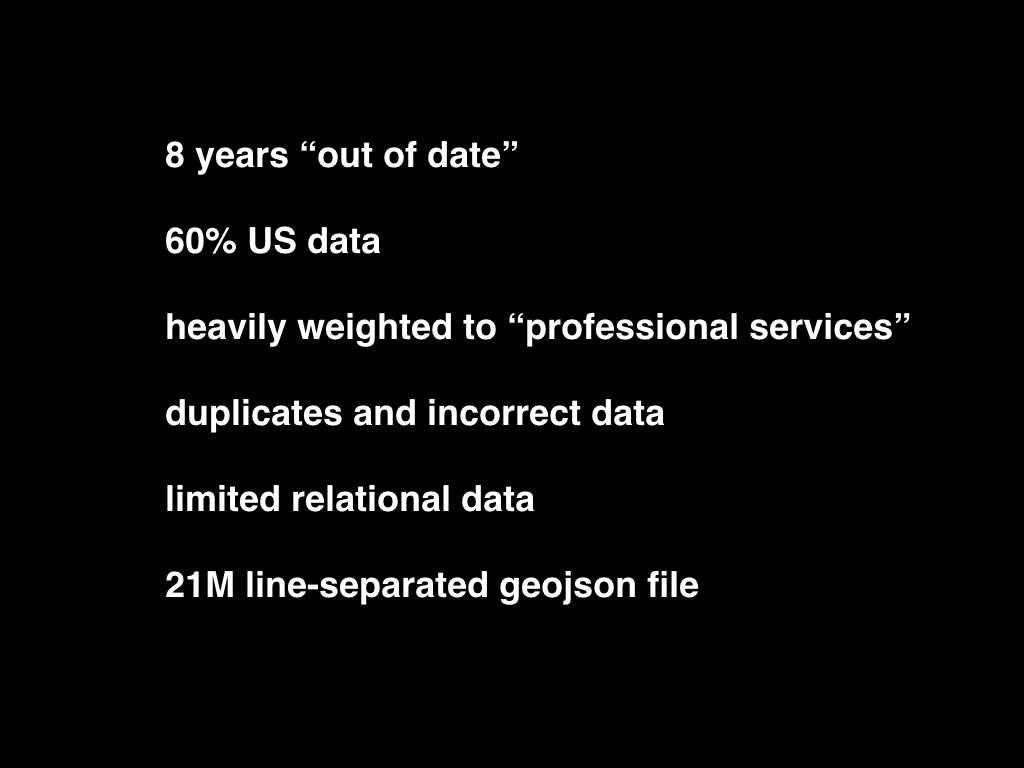 8 years “out of date”
60% US data
heavily weighted to “professional services”
duplicates and incorrect data
limited relational data
21M line-separated geojson file